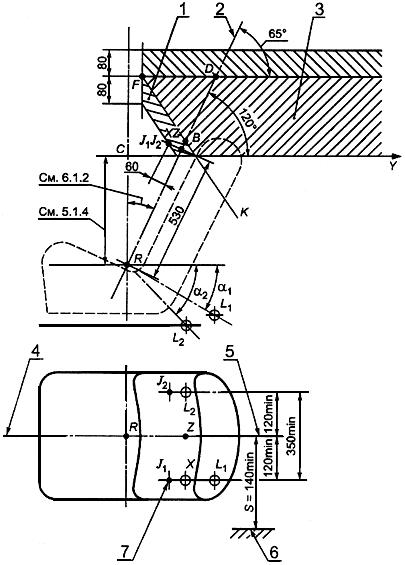 1
2
3
65°
80
80
F
D
120°
J₁J₂
XZ
B
C
Y
См. 6.1.2
60
K
См. 5.1.4
530
R
α₂
α₁
L₁
L₂
4
5
J₂
L₂
R
Z
120min
350min
120min
S = 140min
J₁
X
L₁
7
6